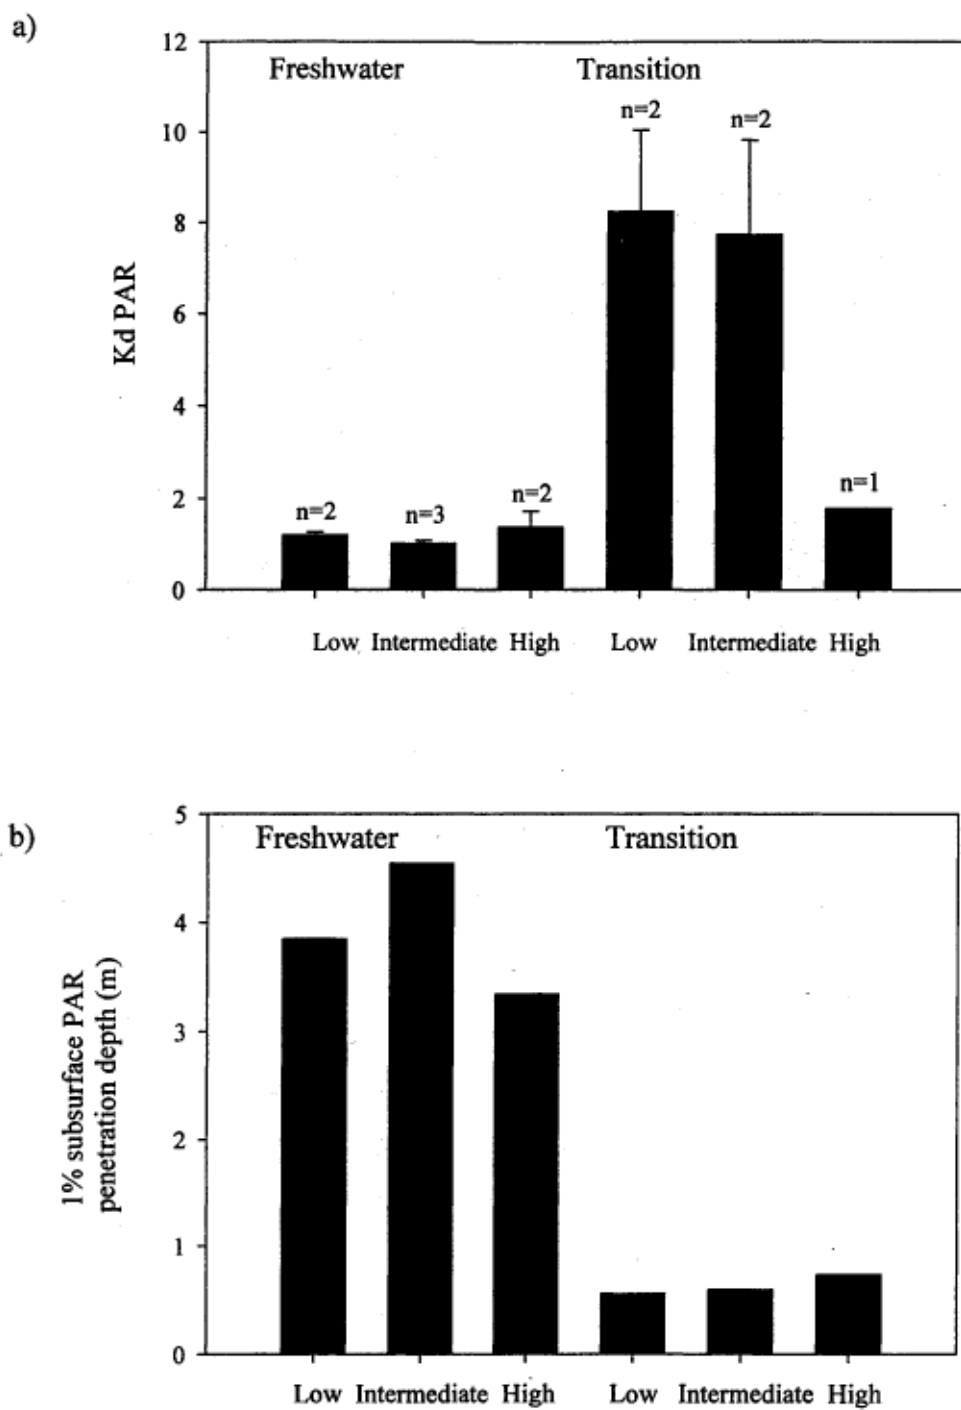 a)
12
Freshwater Transition
n=2
n=2
10
8
Kd PAR
6
4
n=1
n=2
n=3
n=2
2
0
Low Intermediate High Low Intermediate High
b)
5
Freshwater Transition
4
1% subsurface PAR
penetration depth (m)
3
2
1
0
Low Intermediate High Low Intermediate High